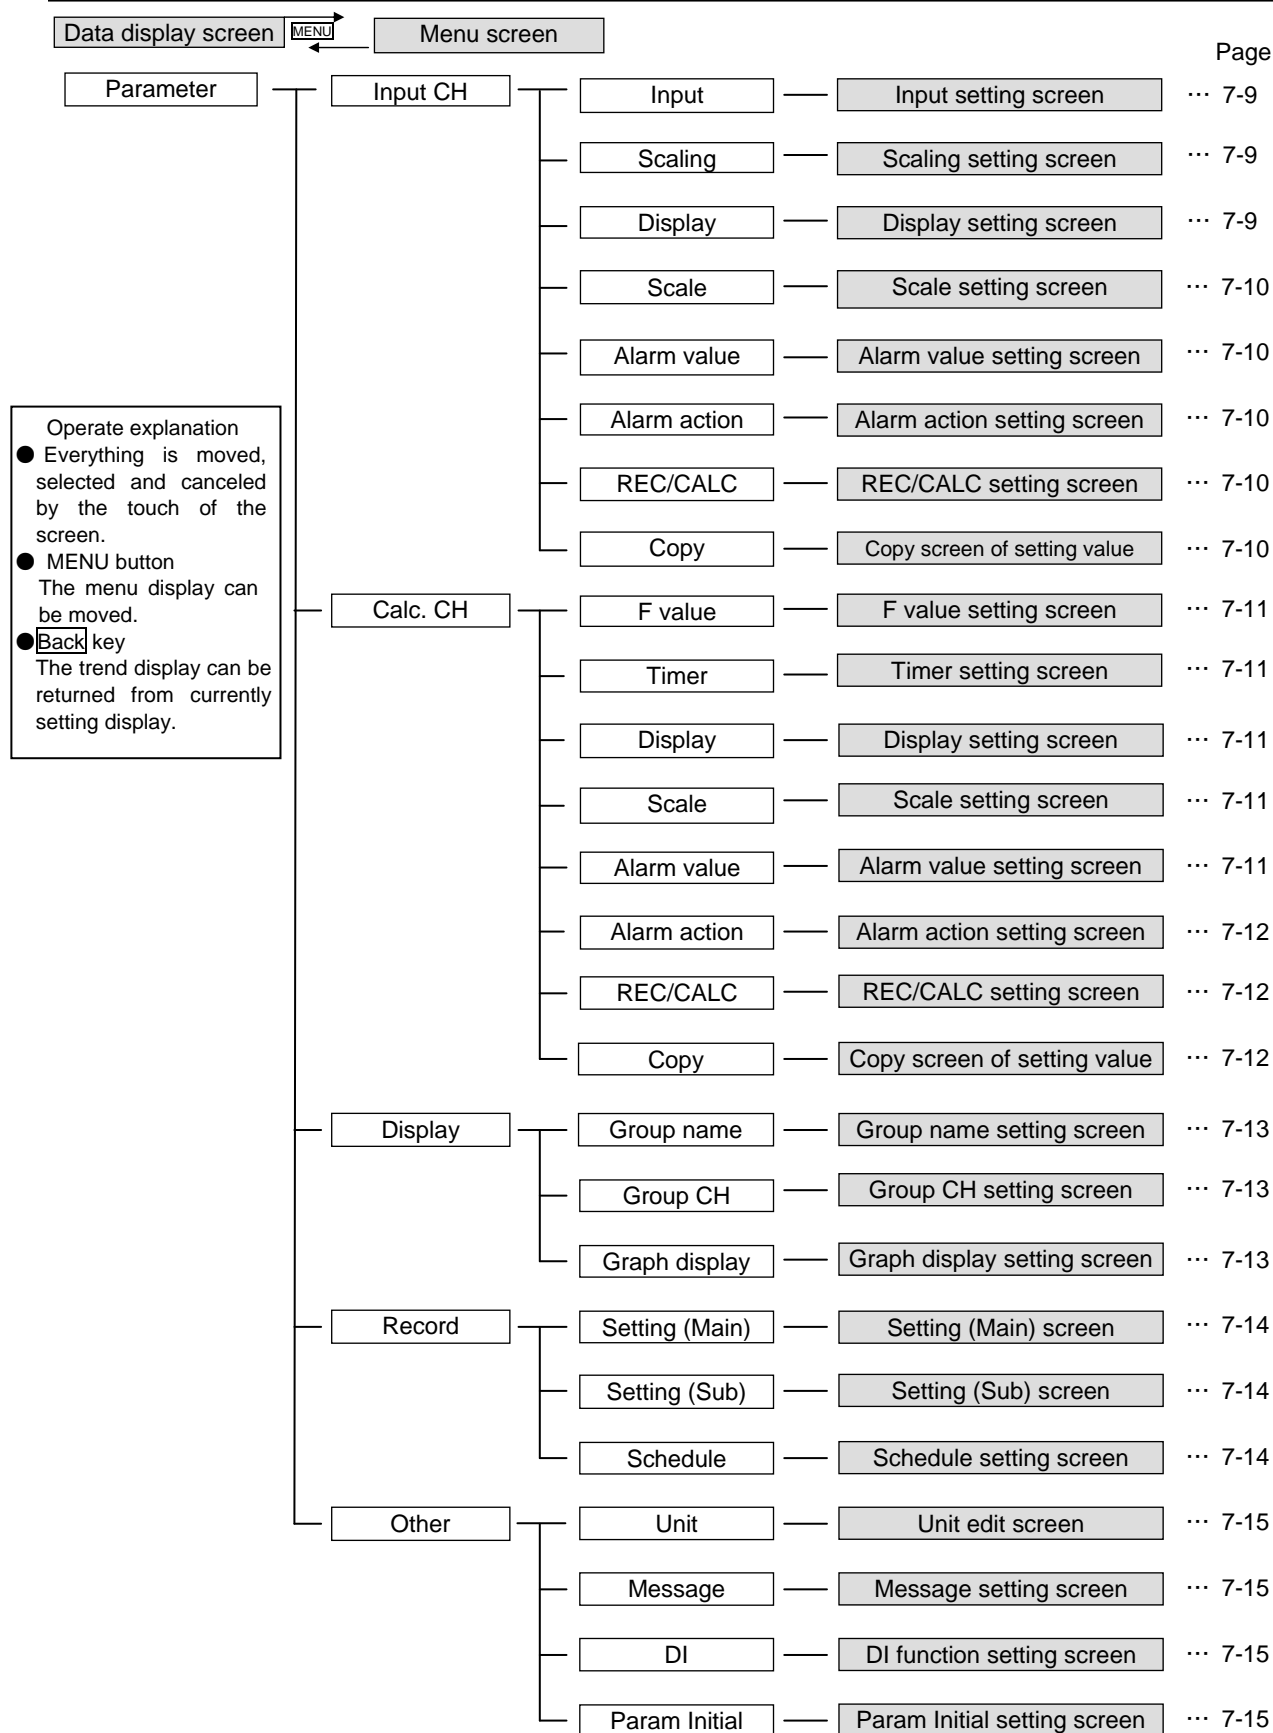 Data display screen MENU Menu screen
Page
Parameter Input CH Input Input setting screen ··· 7-9
Scaling Scaling setting screen ··· 7-9
Display Display setting screen ··· 7-9
Scale Scale setting screen ··· 7-10
Alarm value Alarm value setting screen ··· 7-10
Alarm action Alarm action setting screen ··· 7-10
REC/CALC REC/CALC setting screen ··· 7-10
Copy Copy screen of setting value ··· 7-10
Operate explanation
● Everything is moved,
selected and canceled
by the touch of the
screen.
● MENU button
The menu display can
be moved.
● Back key
The trend display can be
returned from currently
setting display.
Calc. CH F value F value setting screen ··· 7-11
Timer Timer setting screen ··· 7-11
Display Display setting screen ··· 7-11
Scale Scale setting screen ··· 7-11
Alarm value Alarm value setting screen ··· 7-11
Alarm action Alarm action setting screen ··· 7-12
REC/CALC REC/CALC setting screen ··· 7-12
Copy Copy screen of setting value ··· 7-12
Display Group name Group name setting screen ··· 7-13
Group CH Group CH setting screen ··· 7-13
Graph display Graph display setting screen ··· 7-13
Record Setting (Main) Setting (Main) screen ··· 7-14
Setting (Sub) Setting (Sub) screen ··· 7-14
Schedule Schedule setting screen ··· 7-14
Other Unit Unit edit screen ··· 7-15
Message Message setting screen ··· 7-15
DI DI function setting screen ··· 7-15
Param Initial Param Initial setting screen ··· 7-15